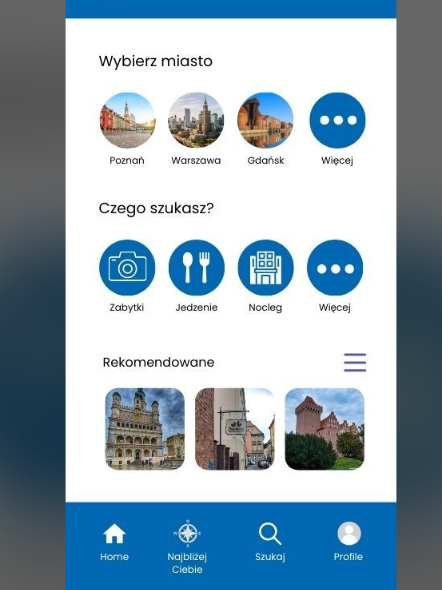 Wybierz miasto
Poznań
Warszawa
Gdańsk
Więcej
Czego szukasz?
Zabytki
Jedzenie
Nocleg
Więcej
Rekomendowane
Home
Najbliżej
Ciebie
Szukaj
Profile